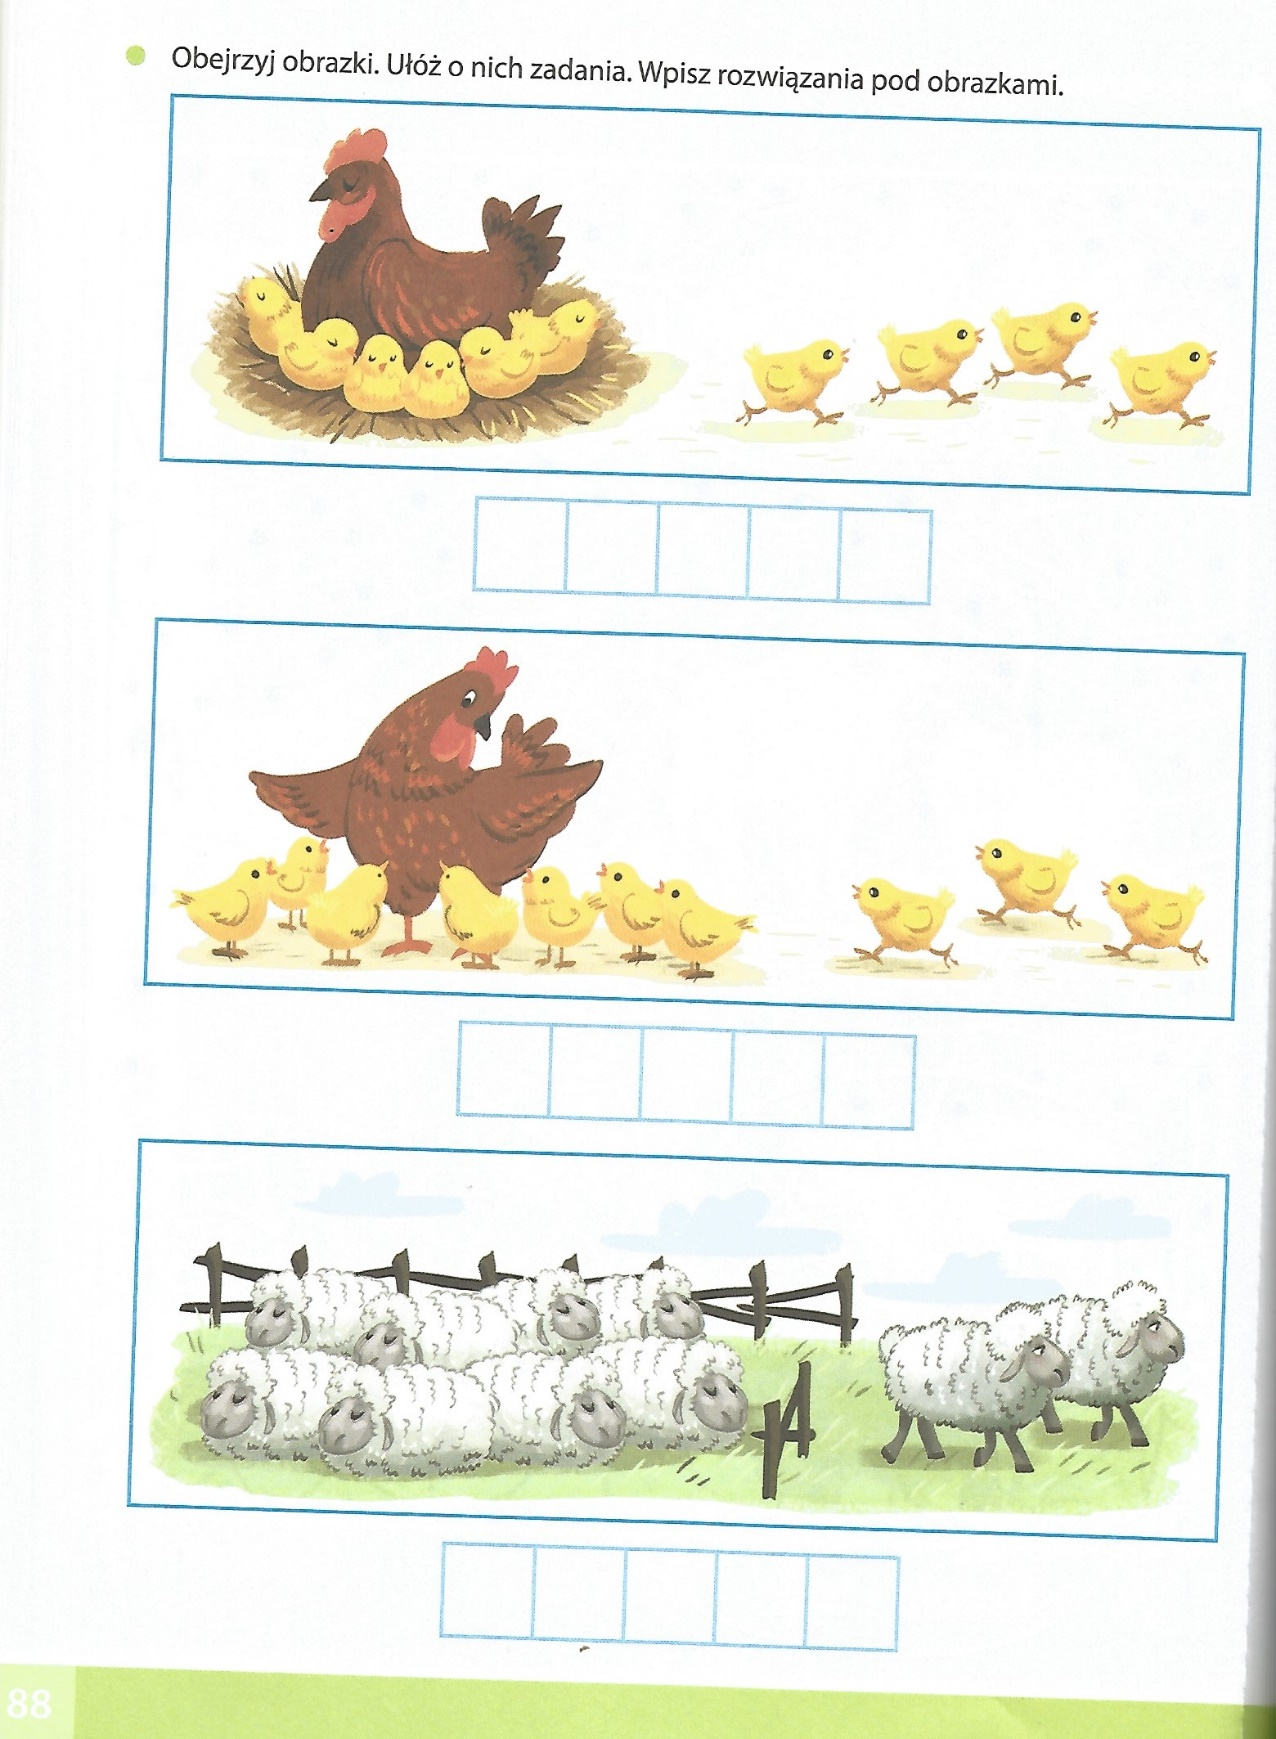 Obejrzyj obrazki. Ułóż o nich zadania. Wpisz rozwiązania pod obrazkami.
88